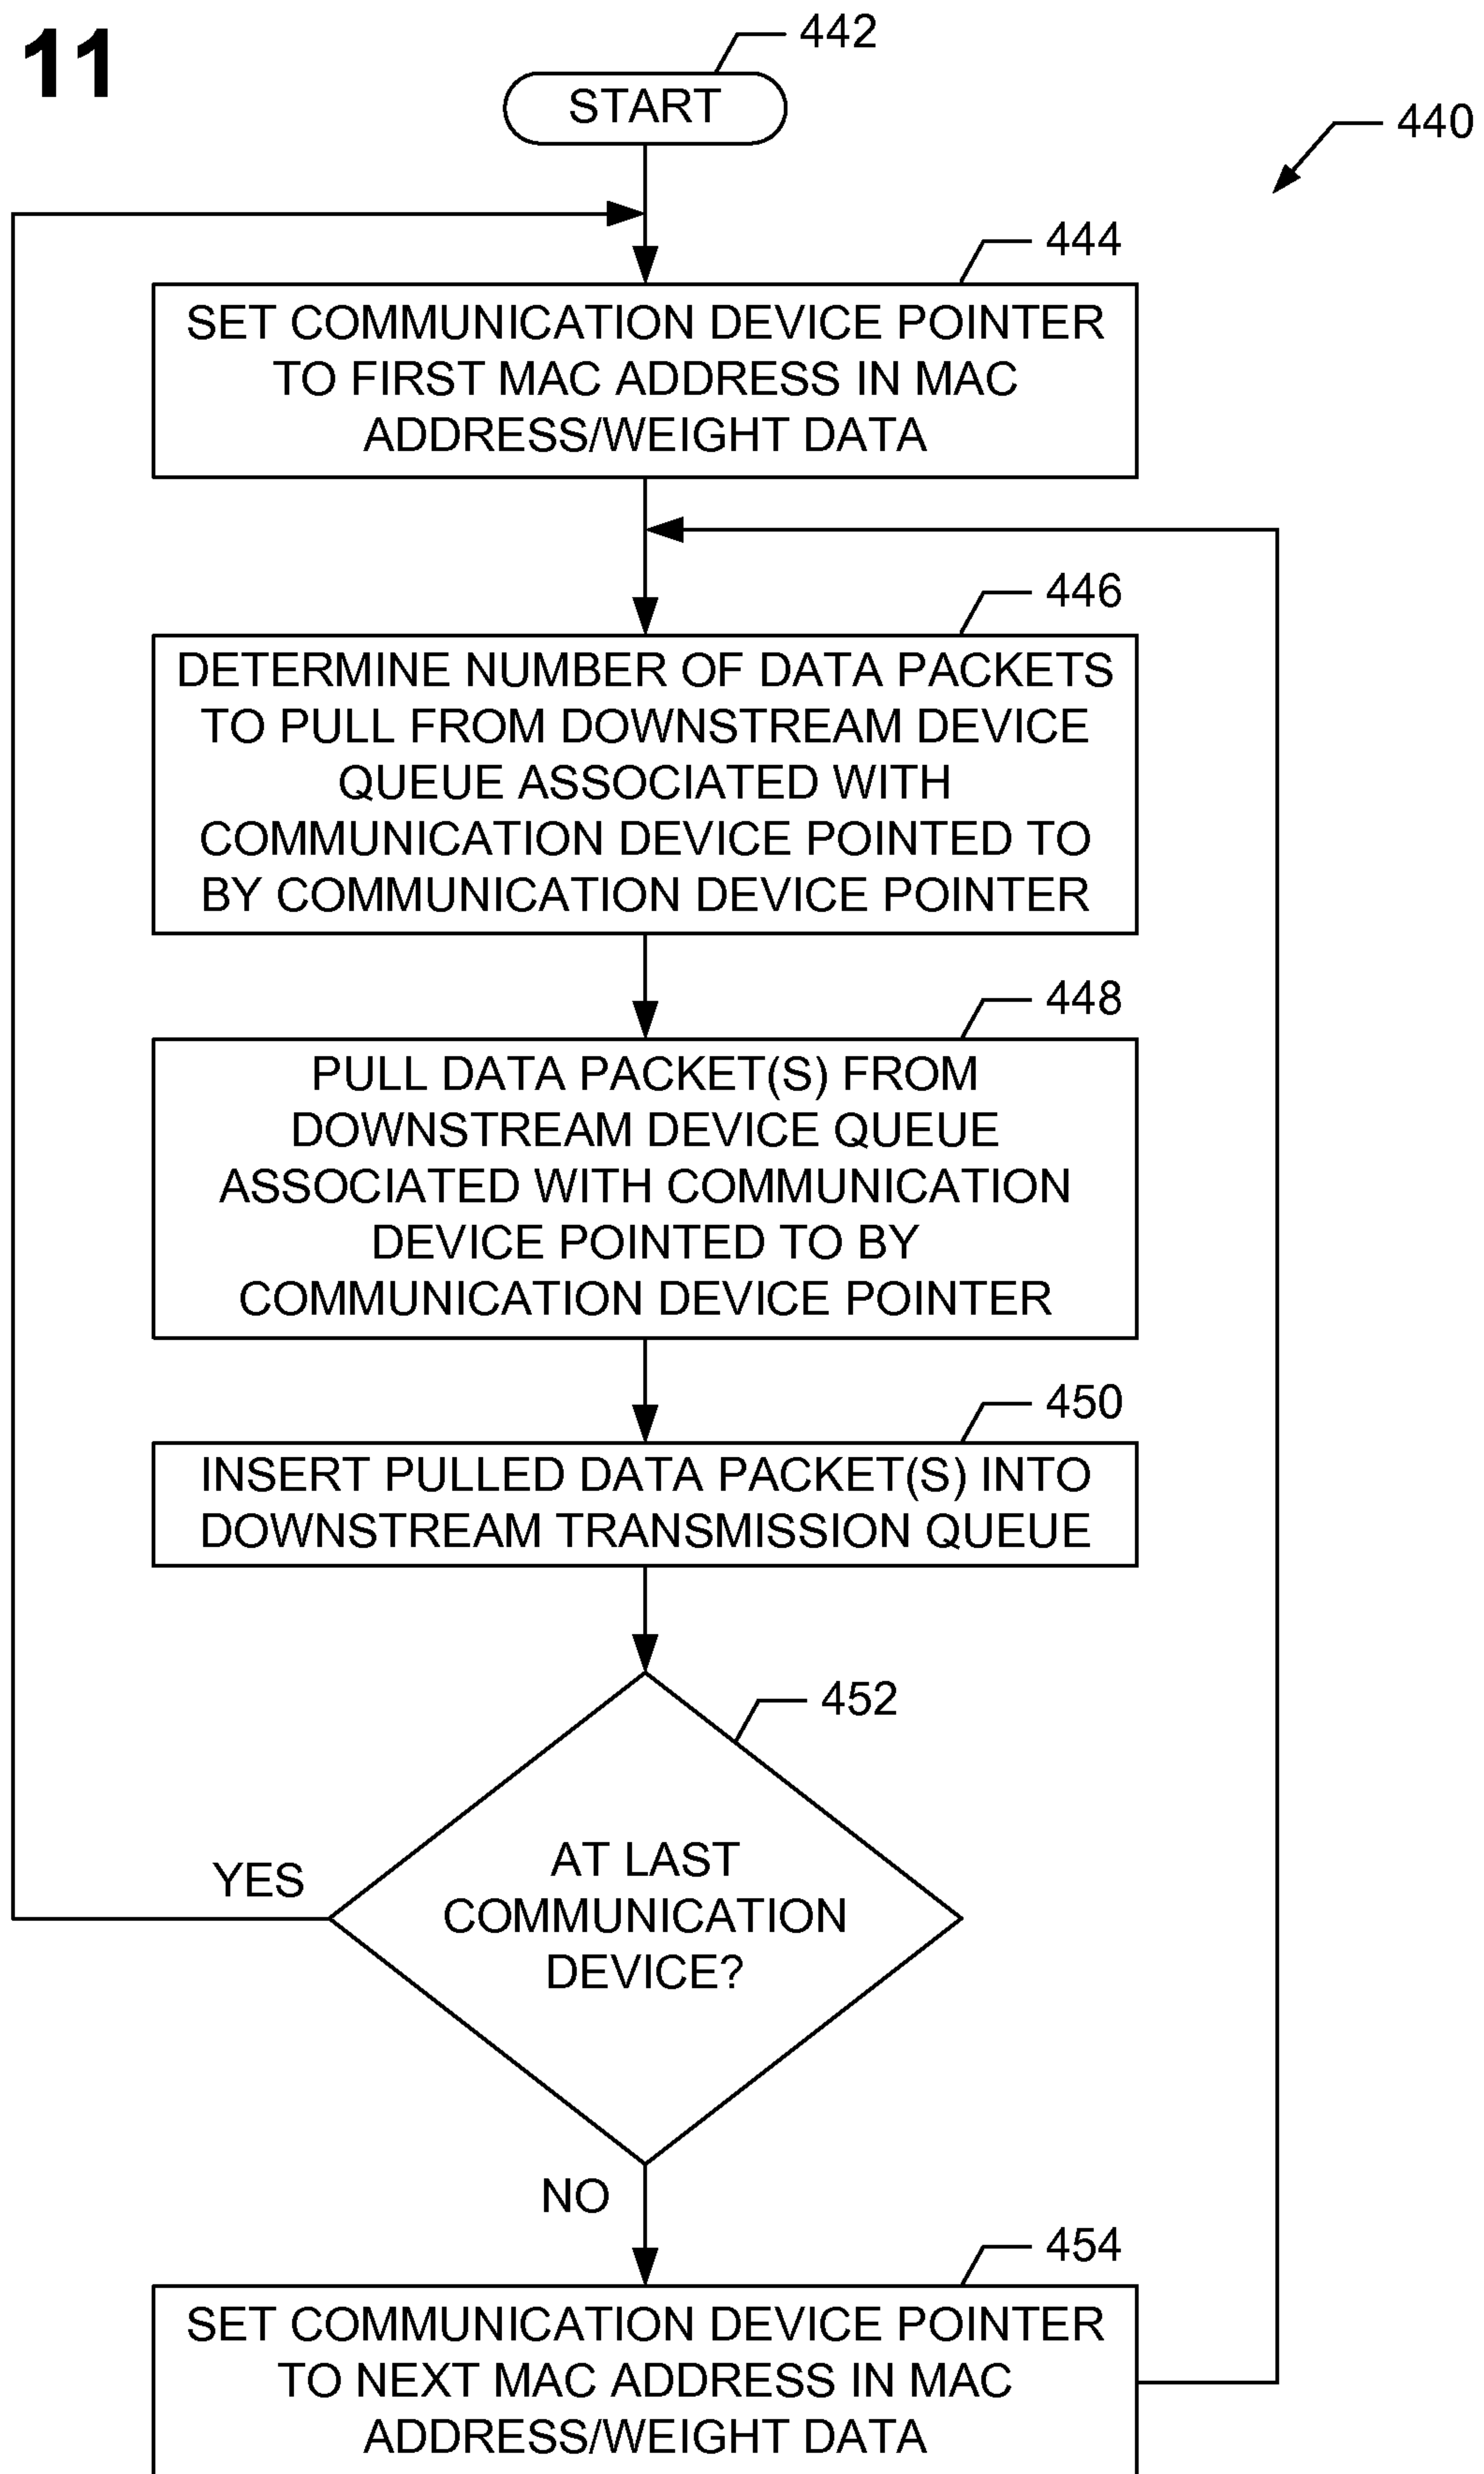 11
442
START
440
444
SET COMMUNICATION DEVICE POINTER
TO FIRST MAC ADDRESS IN MAC
ADDRESS/WEIGHT DATA
446
DETERMINE NUMBER OF DATA PACKETS
TO PULL FROM DOWNSTREAM DEVICE
QUEUE ASSOCIATED WITH
COMMUNICATION DEVICE POINTED TO
BY COMMUNICATION DEVICE POINTER
448
PULL DATA PACKET(S) FROM
DOWNSTREAM DEVICE QUEUE
ASSOCIATED WITH COMMUNICATION
DEVICE POINTED TO BY
COMMUNICATION DEVICE POINTER
450
INSERT PULLED DATA PACKET(S) INTO
DOWNSTREAM TRANSMISSION QUEUE
452
AT LAST
COMMUNICATION
DEVICE?
YES
NO
454
SET COMMUNICATION DEVICE POINTER
TO NEXT MAC ADDRESS IN MAC
ADDRESS/WEIGHT DATA